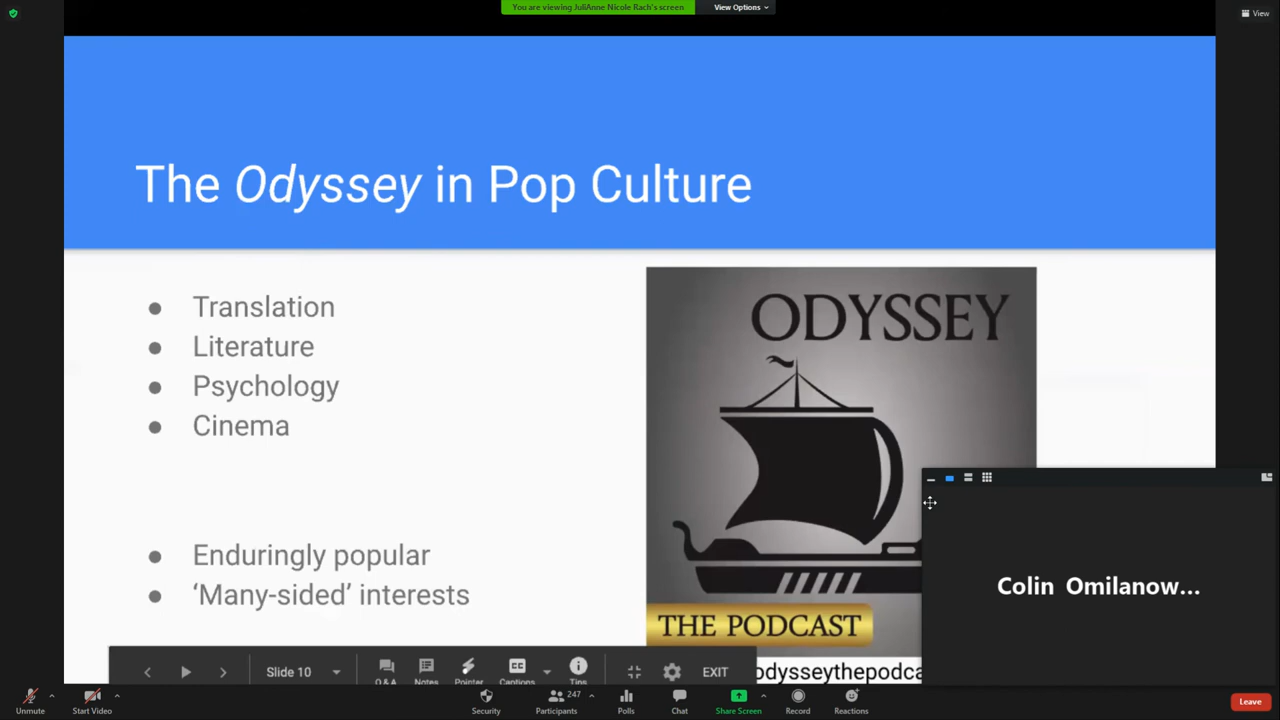 You are viewing JuliAnne Nicole Rach's screen
View Options
View
The Odyssey in Pop Culture
Translation
Literature
Psychology
Cinema
Enduringly popular
'Many-sided' interests
ODYSSEY
THE PODCAST
odysseythepodca
Colin Omilanow...
Slide 10
Q & A
Notes
Pointer
Captions
Tips
EXIT
Unmute
Start Video
Security
Participants
247
Polls
Chat
Share Screen
Record
Reactions
Leave